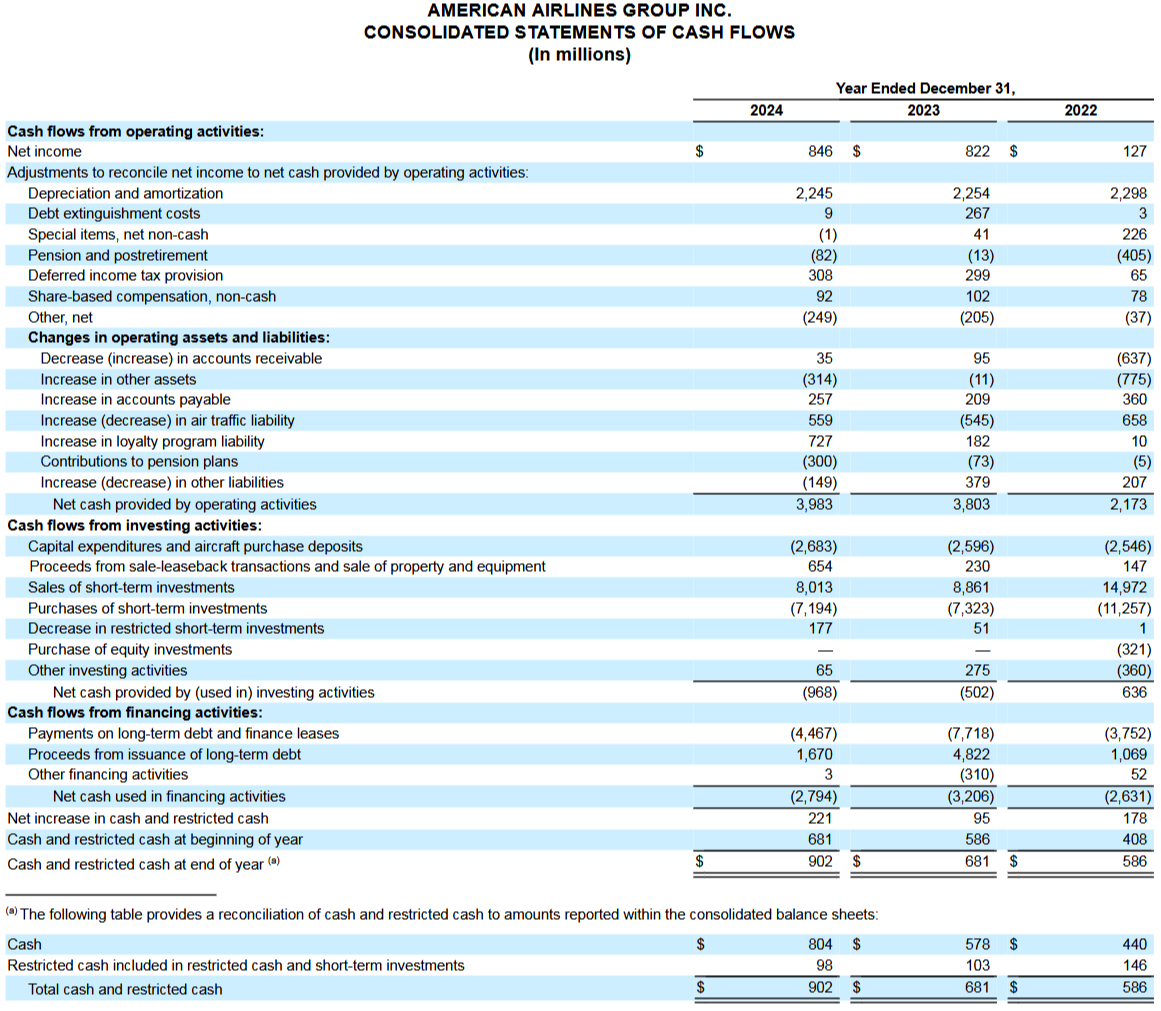 AMERICAN AIRLINES GROUP INC.
CONSOLIDATED STATEMENTS OF CASH FLOWS
(In millions)
Year Ended December 31,
2024 2023 2022
Cash flows from operating activities:
Net income $ 846 $ 822 $ 127
Adjustments to reconcile net income to net cash provided by operating activities:
Depreciation and amortization 2,245 2,254 2,298
Debt extinguishment costs 9 267 3
Special items, net non-cash (1) 41 226
Pension and postretirement (82) (13) (405)
Deferred income tax provision 308 299 65
Share-based compensation, non-cash 92 102 78
Other, net (249) (205) (37)
Changes in operating assets and liabilities:
Decrease (increase) in accounts receivable 35 95 (637)
Increase in other assets (314) (11) (775)
Increase in accounts payable 257 209 360
Increase (decrease) in air traffic liability 559 (545) 658
Increase in loyalty program liability 727 182 10
Contributions to pension plans (300) (73) (5)
Increase (decrease) in other liabilities (149) 379 207
Net cash provided by operating activities 3,983 3,803 2,173
Cash flows from investing activities:
Capital expenditures and aircraft purchase deposits (2,683) (2,596) (2,546)
Proceeds from sale-leaseback transactions and sale of property and equipment 654 230 147
Sales of short-term investments 8,013 8,861 14,972
Purchases of short-term investments (7,194) (7,323) (11,257)
Decrease in restricted short-term investments 177 51 1
Purchase of equity investments — — (321)
Other investing activities 65 275 (360)
Net cash provided by (used in) investing activities (968) (502) 636
Cash flows from financing activities:
Payments on long-term debt and finance leases (4,467) (7,718) (3,752)
Proceeds from issuance of long-term debt 1,670 4,822 1,069
Other financing activities 3 (310) 52
Net cash used in financing activities (2,794) (3,206) (2,631)
Net increase in cash and restricted cash 221 95 178
Cash and restricted cash at beginning of year 681 586 408
Cash and restricted cash at end of year (a) $ 902 $ 681 $ 586
(a) The following table provides a reconciliation of cash and restricted cash to amounts reported within the consolidated balance sheets:
Cash $ 804 $ 578 $ 440
Restricted cash included in restricted cash and short-term investments 98 103 146
Total cash and restricted cash $ 902 $ 681 $ 586